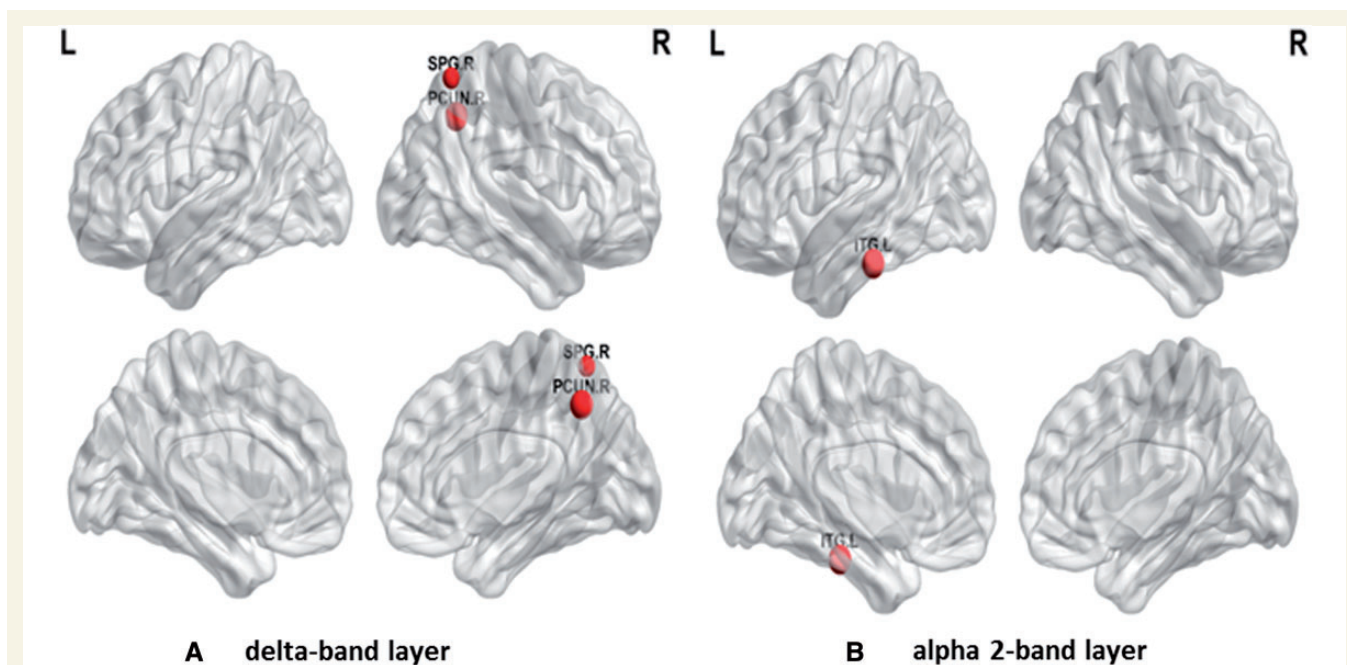 L R L R
SPG.R
PCUN.R
ITG.L
SPG.R
PCUN.R
ITG.L
A delta-band layer B alpha 2-band layer